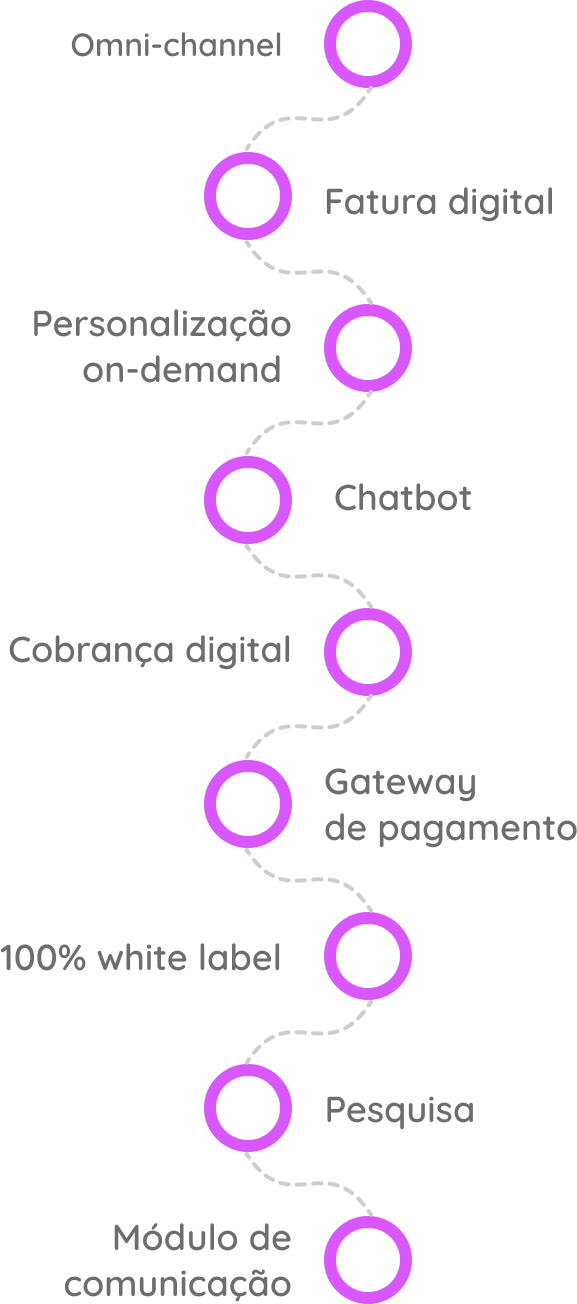 Omni-channel
Fatura digital
Personalização
on-demand
Chatbot
Cobrança digital
Gateway
de pagamento
100% white label
Pesquisa
Módulo de
comunicação